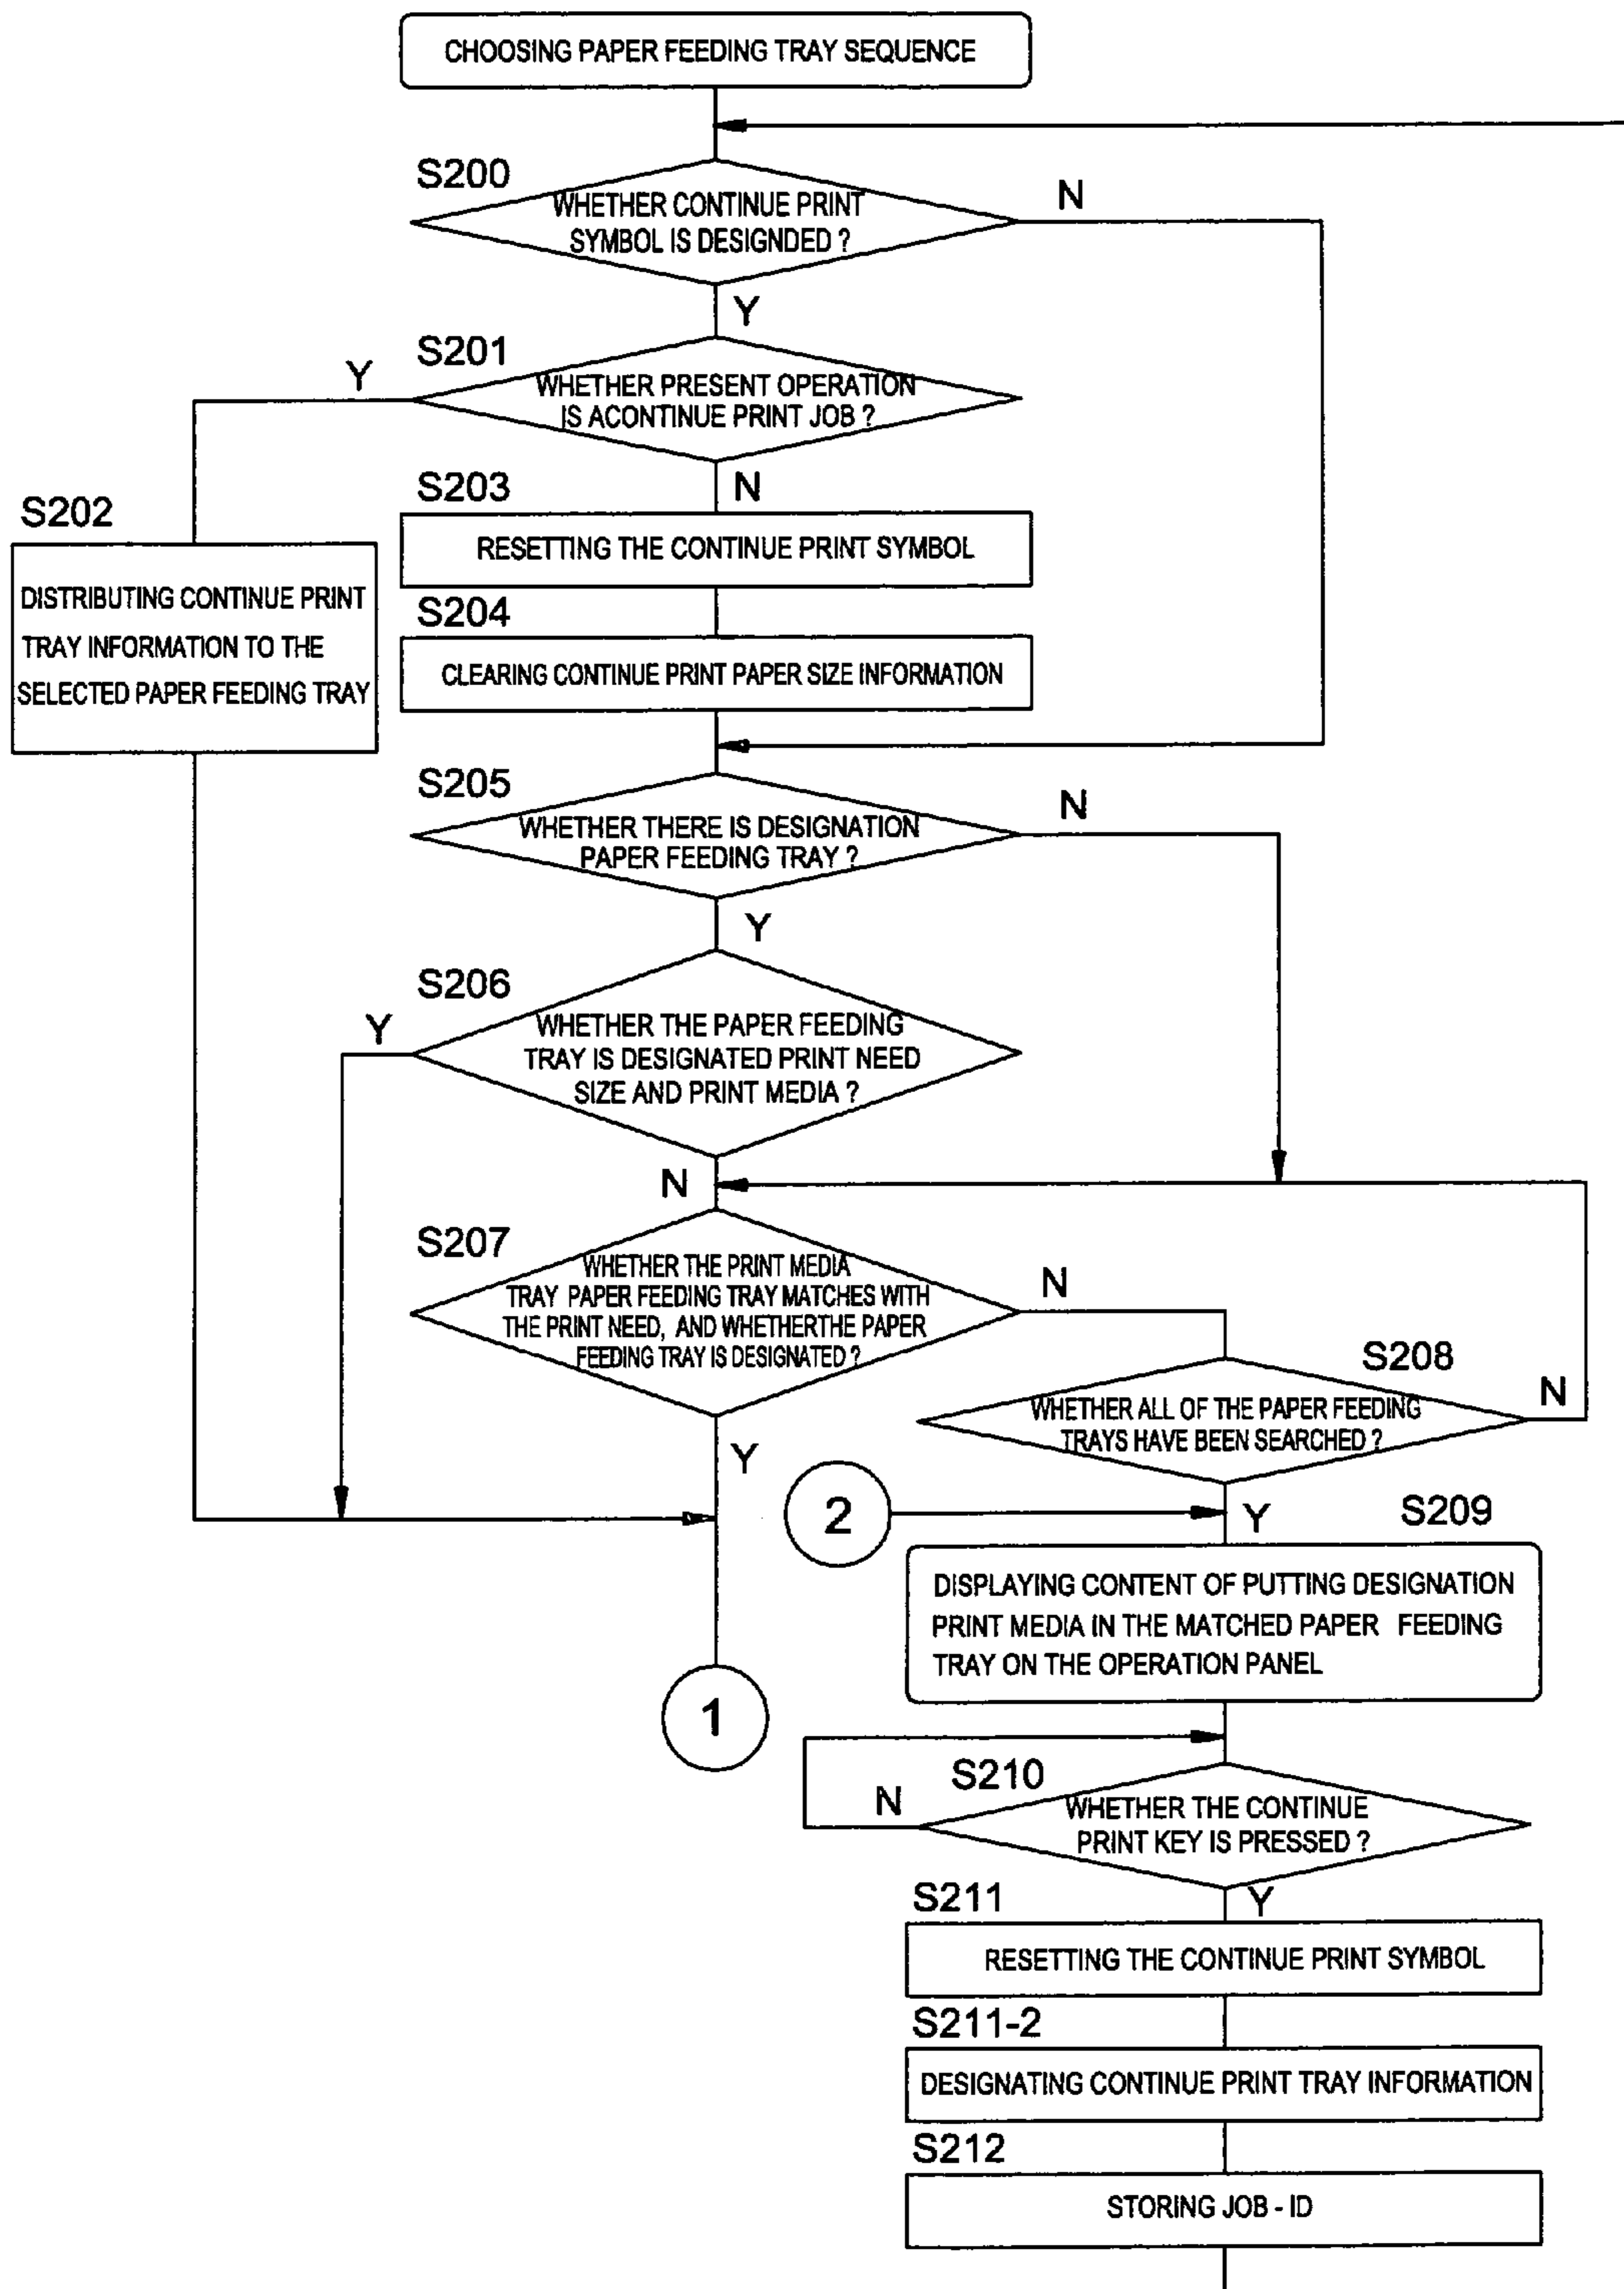 CHOOSING PAPER FEEDING TRAY SEQUENCE
S200
WHETHER CONTINUE PRINT
SYMBOL IS DESIGNDED ?
N
Y
S201
WHETHER PRESENT OPERATION
IS ACONTINUE PRINT JOB ?
Y
N
S202
DISTRIBUTING CONTINUE PRINT
TRAY INFORMATION TO THE
SELECTED PAPER FEEDING TRAY
S203
RESETTING THE CONTINUE PRINT SYMBOL
S204
CLEARING CONTINUE PRINT PAPER SIZE INFORMATION
S205
WHETHER THERE IS DESIGNATION
PAPER FEEDING TRAY ?
N
Y
S206
WHETHER THE PAPER FEEDING
TRAY IS DESIGNATED PRINT NEED
SIZE AND PRINT MEDIA ?
Y
N
S207
WHETHER THE PRINT MEDIA
TRAY PAPER FEEDING TRAY MATCHES WITH
THE PRINT NEED, AND WHETHERTHE PAPER
FEEDING TRAY IS DESIGNATED ?
N
Y
S208
WHETHER ALL OF THE PAPER FEEDING
TRAYS HAVE BEEN SEARCHED ?
N
Y
2
1
S209
DISPLAYING CONTENT OF PUTTING DESIGNATION
PRINT MEDIA IN THE MATCHED PAPER FEEDING
TRAY ON THE OPERATION PANEL
S210
WHETHER THE CONTINUE
PRINT KEY IS PRESSED ?
N
Y
S211
RESETTING THE CONTINUE PRINT SYMBOL
S211-2
DESIGNATING CONTINUE PRINT TRAY INFORMATION
S212
STORING JOB - ID